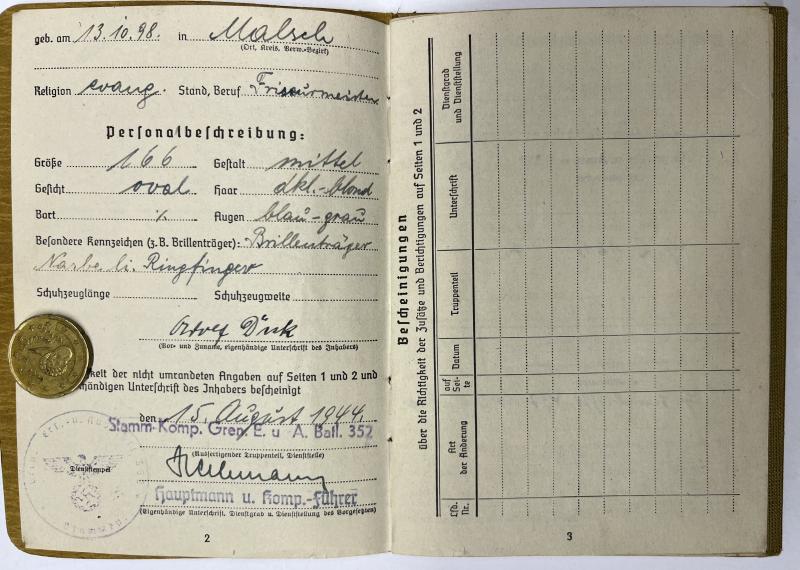 geb. am 13.10.98. in Malsch
(Ort, Kreis, Verw.-Bezirk)
Religion evang. Stand, Beruf Friseurmeister
Personalbeschreibung:
Größe 166 Gestalt mittel
Gesicht oval Haar dkl.-blond
Bart ⁒ Augen blau-grau
Besondere Kennzeichen (z. B. Brillenträger): Brillenträger
Narbe li. Ringfinger
Schuhzeuglänge Schuhzeugweite
Adolf
(Vor- und Zuname, eigenhändige Unterschrift des Inhabers)
keit der nicht umrandeten Angaben auf Seiten 1 und 2 und
händigen Unterschrift des Inhabers bescheinigt
den 15. August 1944.
Stamm-Komp. Gren. E. u A. Batl. 352
(Ausfertigender Truppenteil, Dienststelle)
Dienststempel
Hauptmann u. Komp.-Führer
(Eigenhändige Unterschrift, Dienstgrad u. Dienststellung des Vorgesetzten)
2
Bescheinigungen
über die Richtigkeit der Zusätze und Berichtigungen auf Seiten 1 und 2
Lfd. Nr.
Art der Änderung
auf Sei-te
Datum
Truppenteil
Unterschrift
Dienstgrad und Dienststellung
3